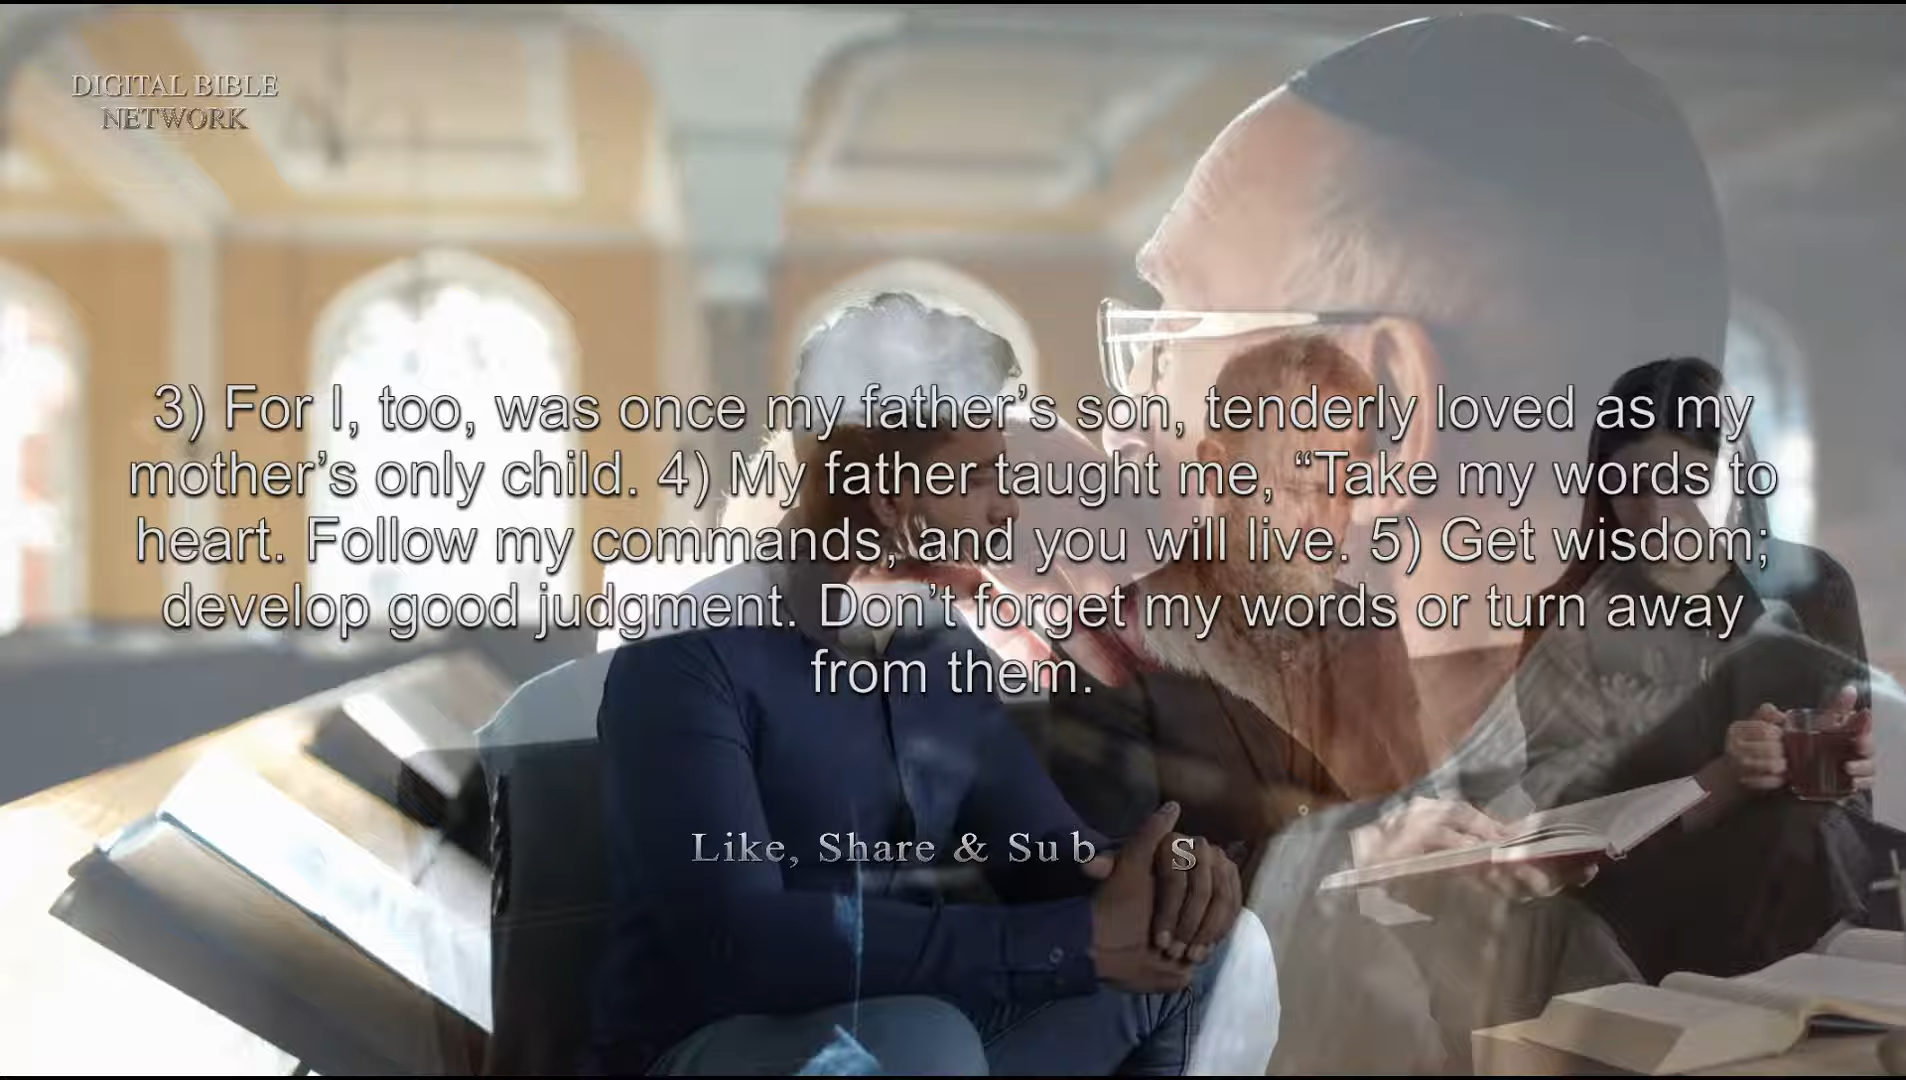 DIGITAL BIBLE
NETWORK
3) For I, too, was once my father’s son, tenderly loved as my
mother’s only child. 4) My father taught me, “Take my words to
heart. Follow my commands, and you will live. 5) Get wisdom;
develop good judgment. Don’t forget my words or turn away
from them.
Like, Share & Sub s